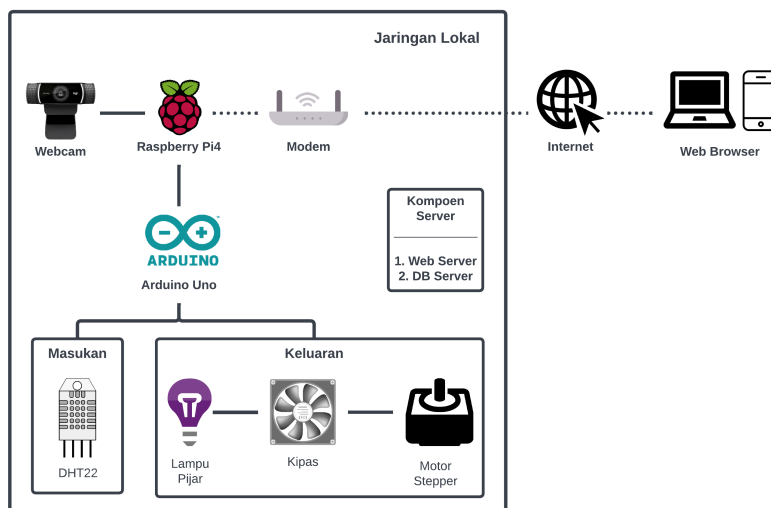 Jaringan Lokal
Webcam
Raspberry Pi4
Modem
Internet
Web Browser
Kompoen
Server
1. Web Server
2. DB Server
ARDUINO
Arduino Uno
Masukan
DHT22
Keluaran
Lampu
Pijar
Kipas
Motor
Stepper